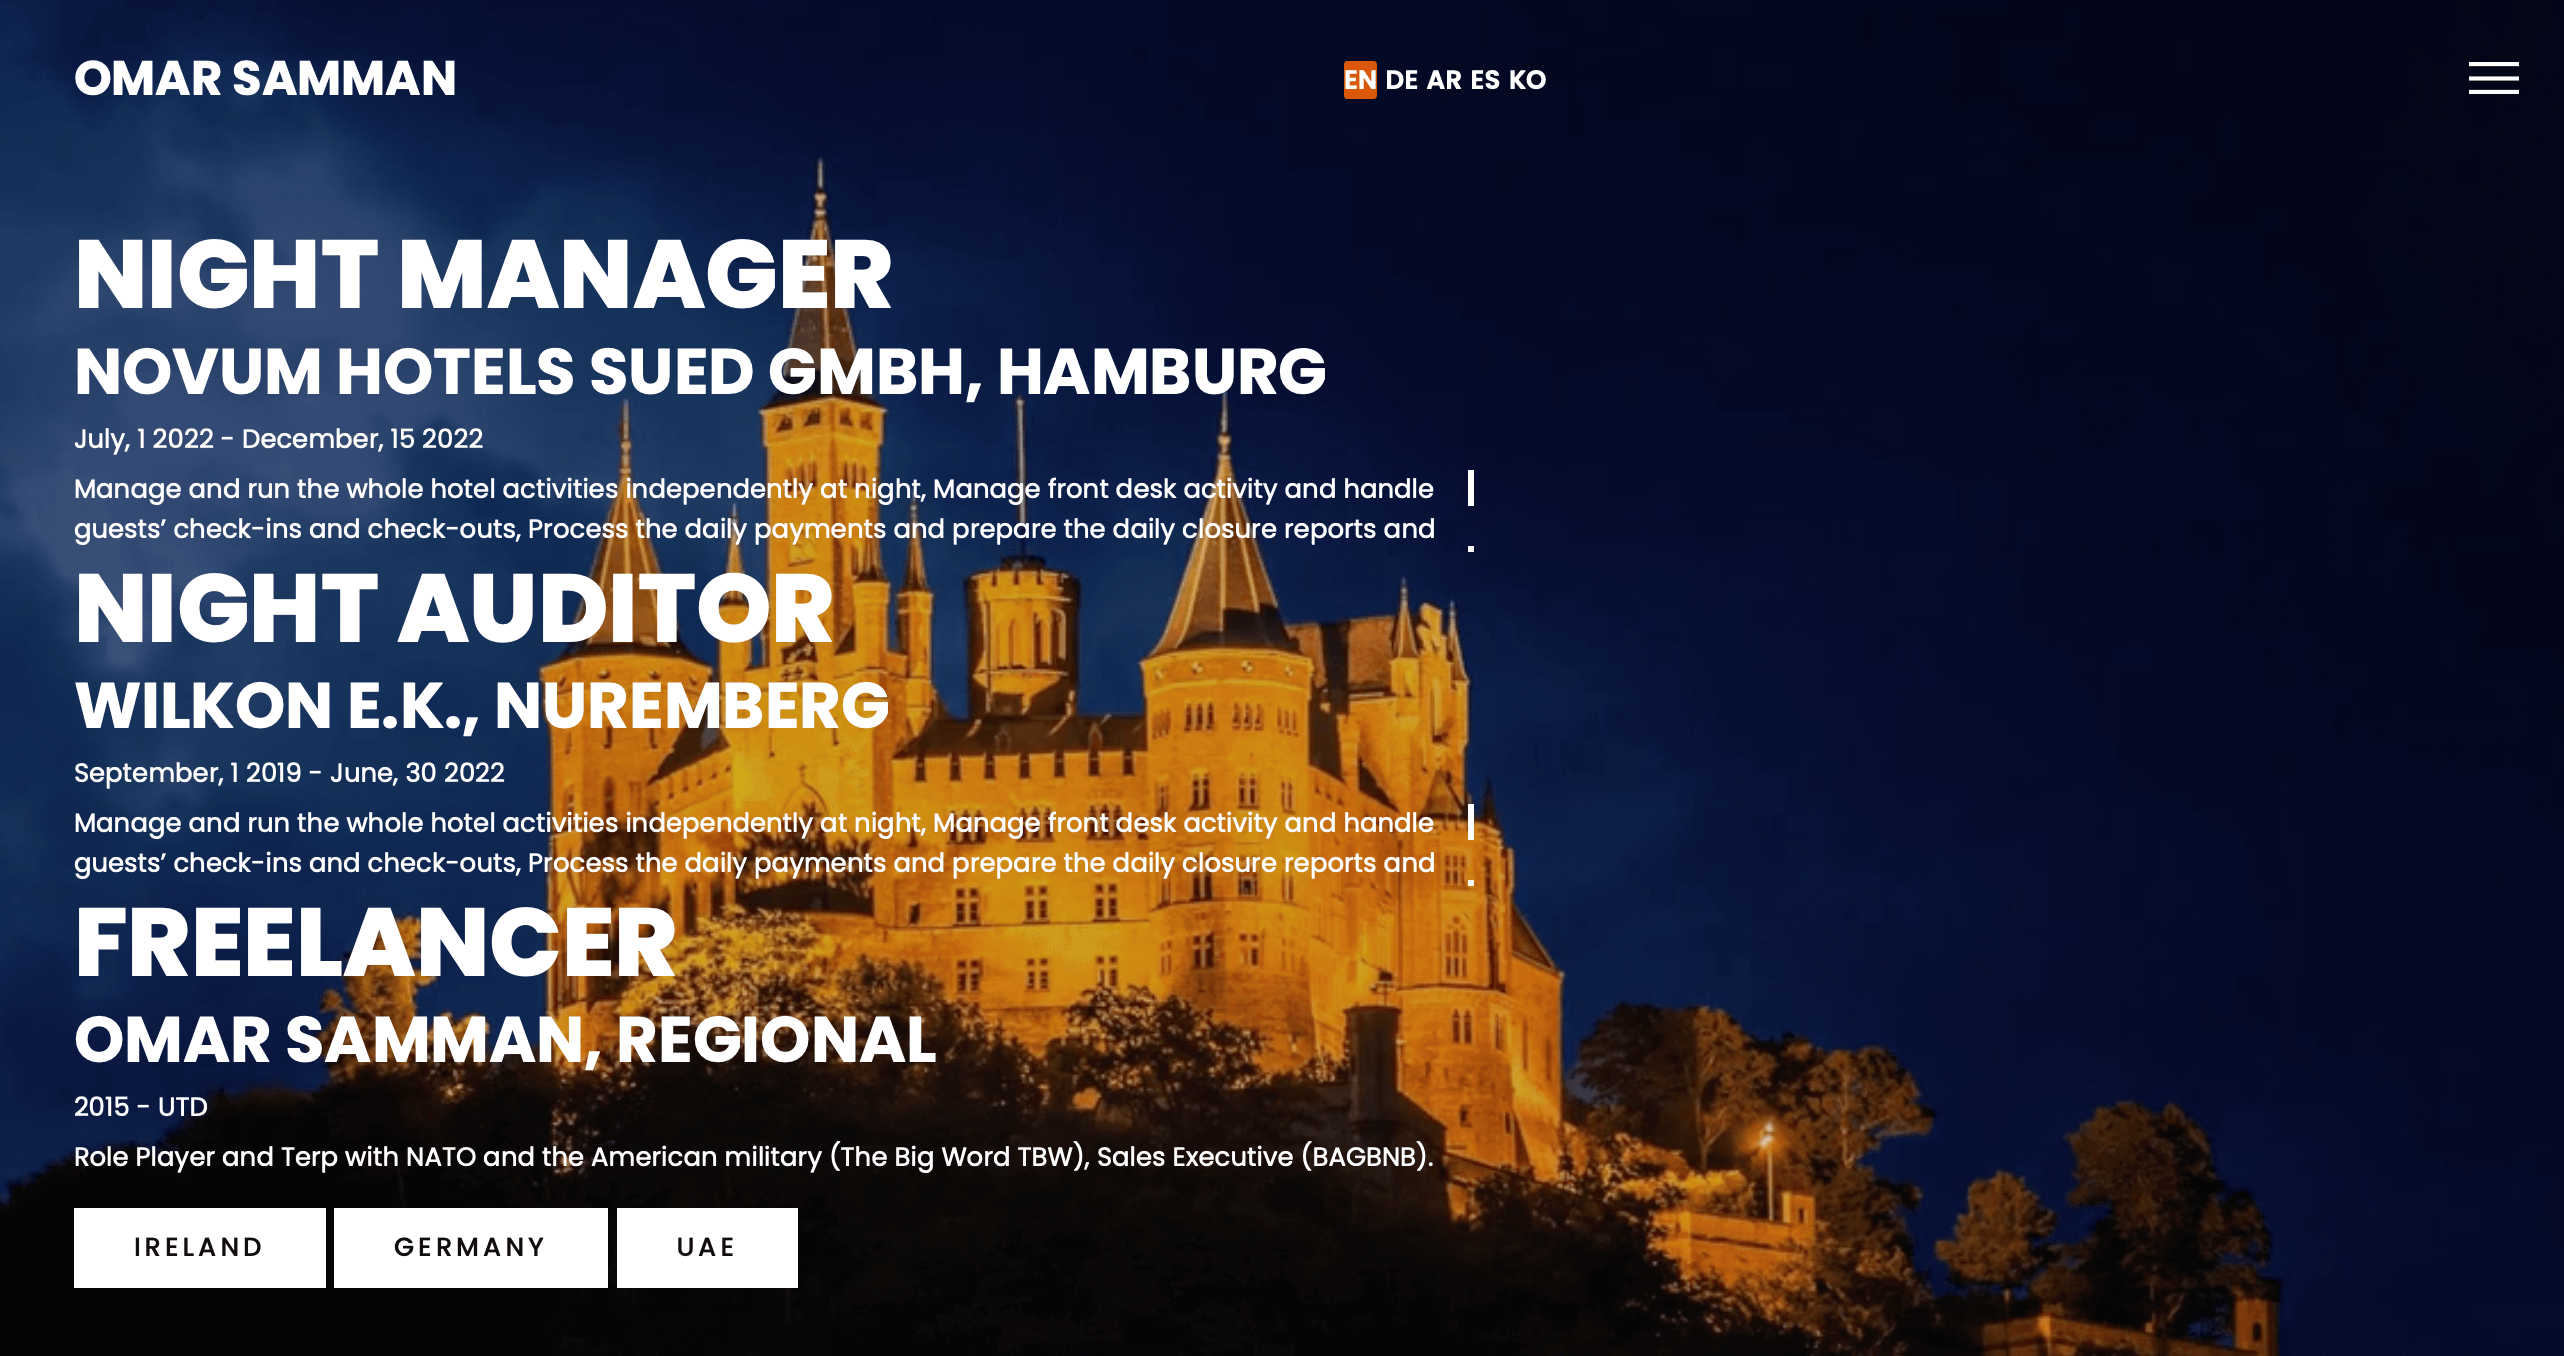 OMAR SAMMAN
EN DE AR ES KO
NIGHT MANAGER
NOVUM HOTELS SUED GMBH, HAMBURG
July, 1 2022 - December, 15 2022
Manage and run the whole hotel activities independently at night, Manage front desk activity and handle
guests’ check-ins and check-outs, Process the daily payments and prepare the daily closure reports and
NIGHT AUDITOR
WILKON E.K., NUREMBERG
September, 1 2019 - June, 30 2022
Manage and run the whole hotel activities independently at night, Manage front desk activity and handle
guests’ check-ins and check-outs, Process the daily payments and prepare the daily closure reports and
FREELANCER
OMAR SAMMAN, REGIONAL
2015 - UTD
Role Player and Terp with NATO and the American military (The Big Word TBW), Sales Executive (BAGBNB).
IRELAND GERMANY UAE